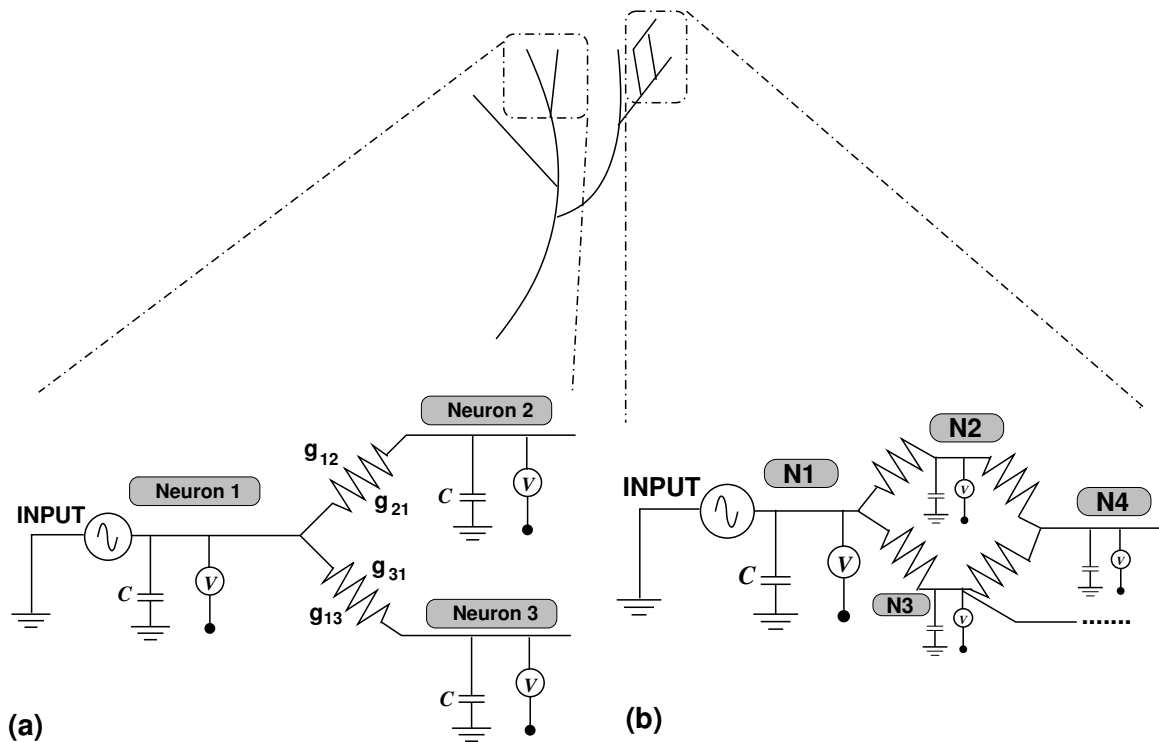 Neuron 2
g12
g21
Neuron 1
INPUT
C
V
C
V
g31
g13
Neuron 3
C
V
(a)
N2
N1
INPUT
V
N4
C
V
V
N3
V
.......
(b)